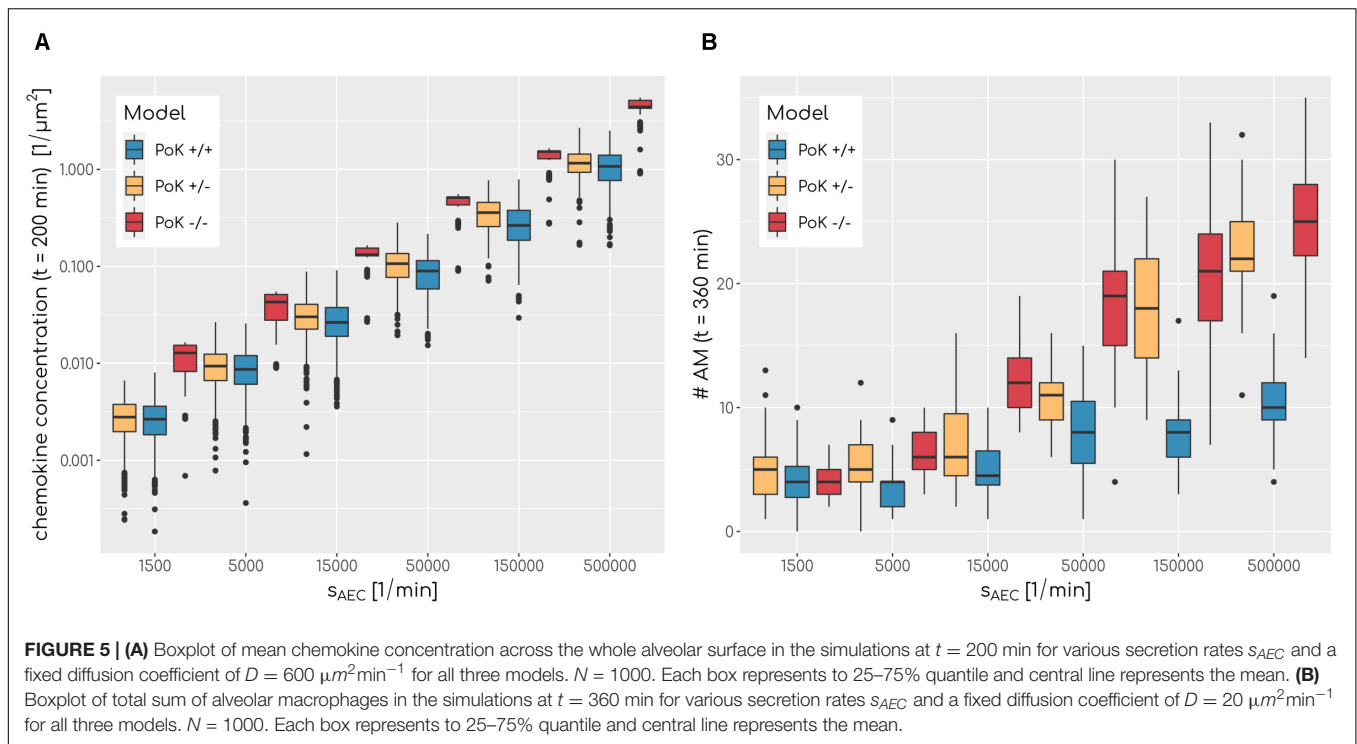 A
B
chemokine concentration (t = 200 min) [1/μm²]
1.000
0.100
0.010
0.001
Model
PoK +/+
PoK +/-
PoK -/-
1500
5000
15000
50000
150000
500000
s_AEC [1/min]
# AM (t = 360 min)
30
20
10
0
Model
PoK +/+
PoK +/-
PoK -/-
1500
5000
15000
50000
150000
500000
s_AEC [1/min]
FIGURE 5 | (A) Boxplot of mean chemokine concentration across the whole alveolar surface in the simulations at t = 200 min for various secretion rates s_AEC and a
fixed diffusion coefficient of D = 600 μm²min⁻¹ for all three models. N = 1000. Each box represents to 25–75% quantile and central line represents the mean. (B)
Boxplot of total sum of alveolar macrophages in the simulations at t = 360 min for various secretion rates s_AEC and a fixed diffusion coefficient of D = 20 μm²min⁻¹
for all three models. N = 1000. Each box represents to 25–75% quantile and central line represents the mean.